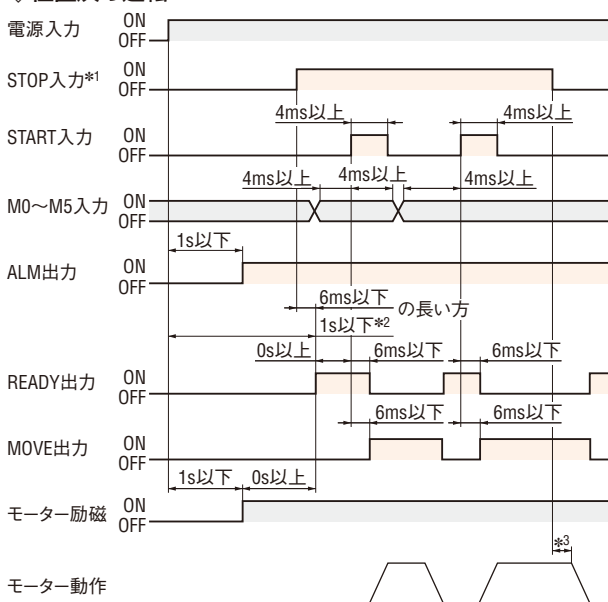 電源入力 ON
OFF
STOP入力*1 ON
OFF
4ms以上 4ms以上
START入力 ON
OFF
4ms以上 4ms以上 4ms以上
M0～M5入力 ON
OFF
1s以下
ALM出力 ON
OFF
6ms以下
の長い方
1s以下*2
0s以上 6ms以下 6ms以下
READY出力 ON
OFF
6ms以下 6ms以下
MOVE出力 ON
OFF
1s以下 0s以上
モーター励磁 ON
OFF
*3
モーター動作